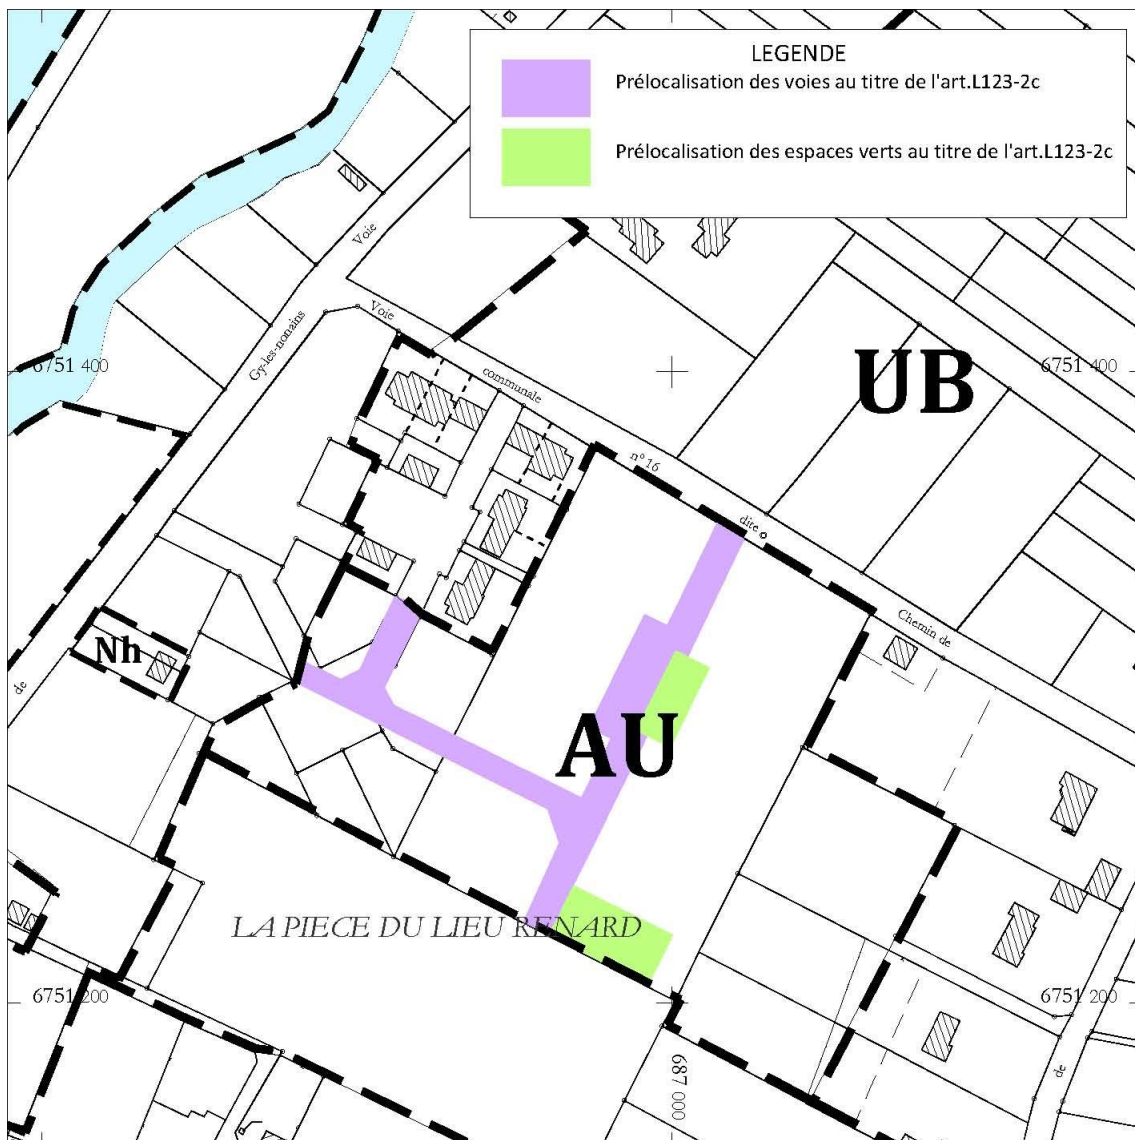 LEGENDE
Prélocalisation des voies au titre de l'art.L123-2c
Prélocalisation des espaces verts au titre de l'art.L123-2c
Voie
Voie
Gy-les-nonains
6751 400
6751 400
UB
communale
n° 16
dite
Chemin de
Nh
de
AU
LA PIECE DU LIEU RENARD
6751 200
6751 200
687 000
de